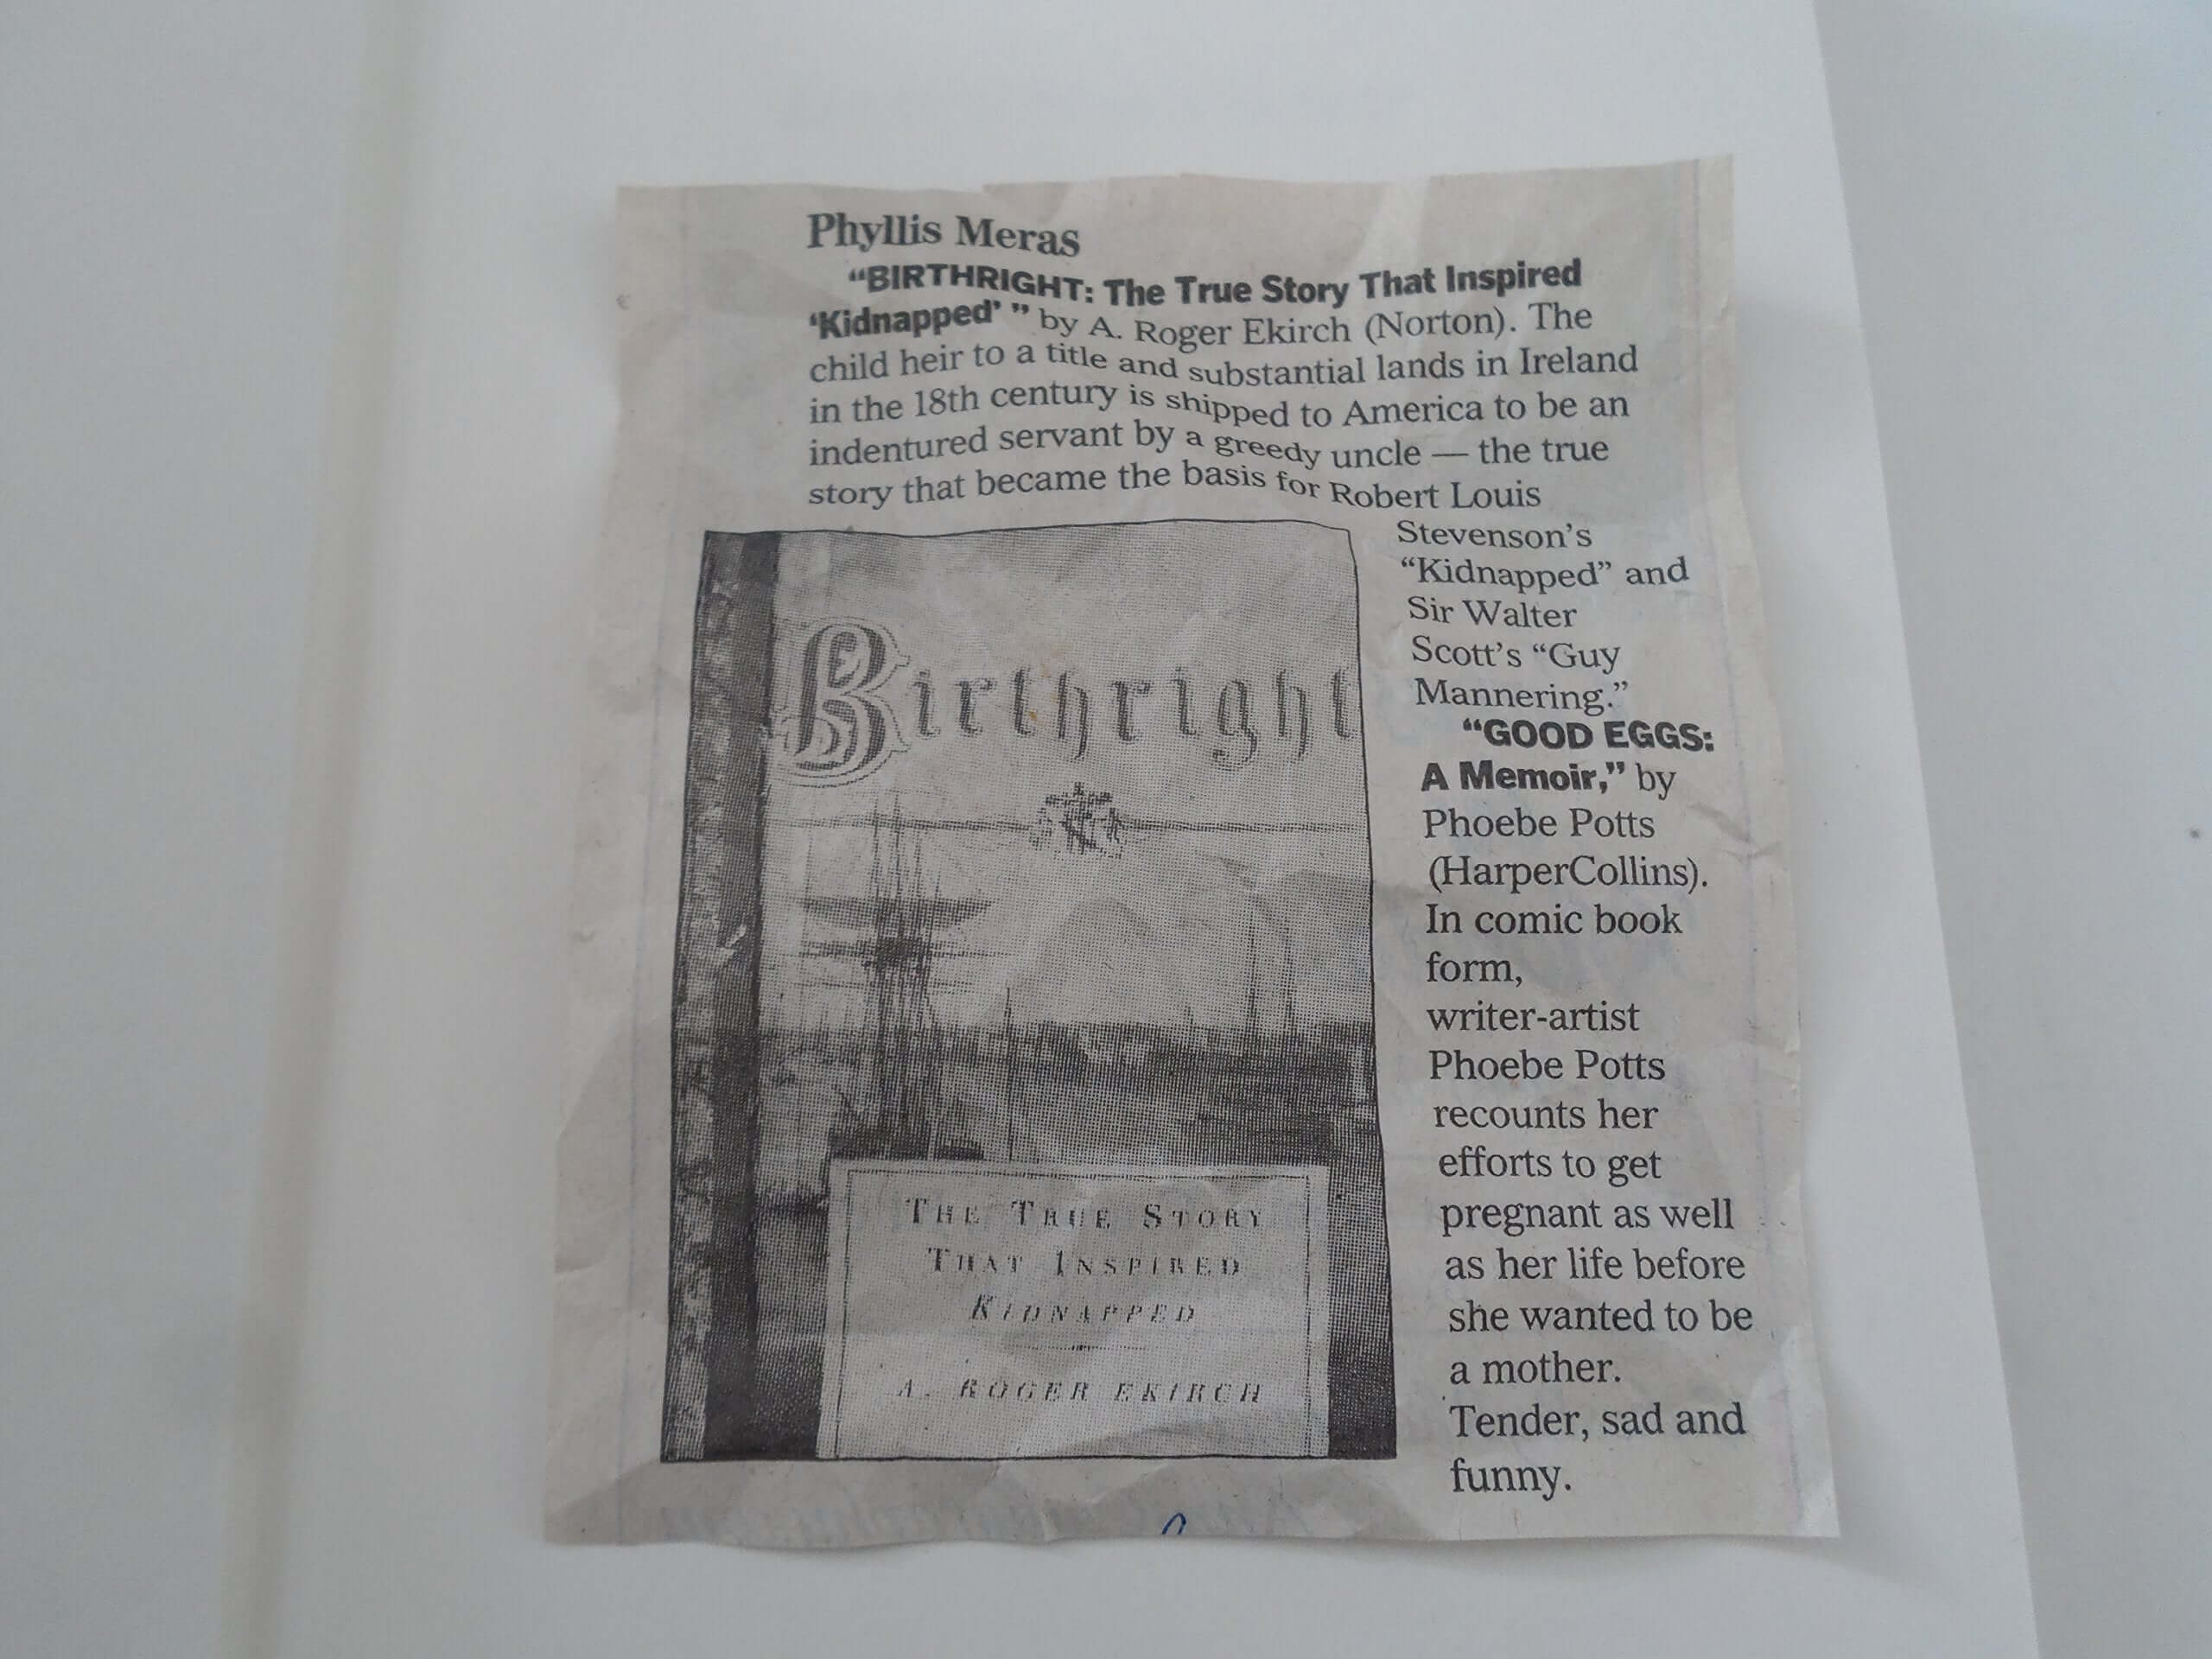 Phyllis Meras
“BIRTHRIGHT: The True Story That Inspired
‘Kidnapped’ ” by A. Roger Ekirch (Norton). The
child heir to a title and substantial lands in Ireland
in the 18th century is shipped to America to be an
indentured servant by a greedy uncle — the true
story that became the basis for Robert Louis
Stevenson’s
“Kidnapped” and
Sir Walter
Scott’s “Guy
Mannering.”
“GOOD EGGS:
A Memoir,” by
Phoebe Potts
(HarperCollins).
In comic book
form,
writer-artist
Phoebe Potts
recounts her
efforts to get
pregnant as well
as her life before
she wanted to be
a mother.
Tender, sad and
funny.
Birthright
THE TRUE STORY
THAT INSPIRED
KIDNAPPED
A. ROGER EKIRCH